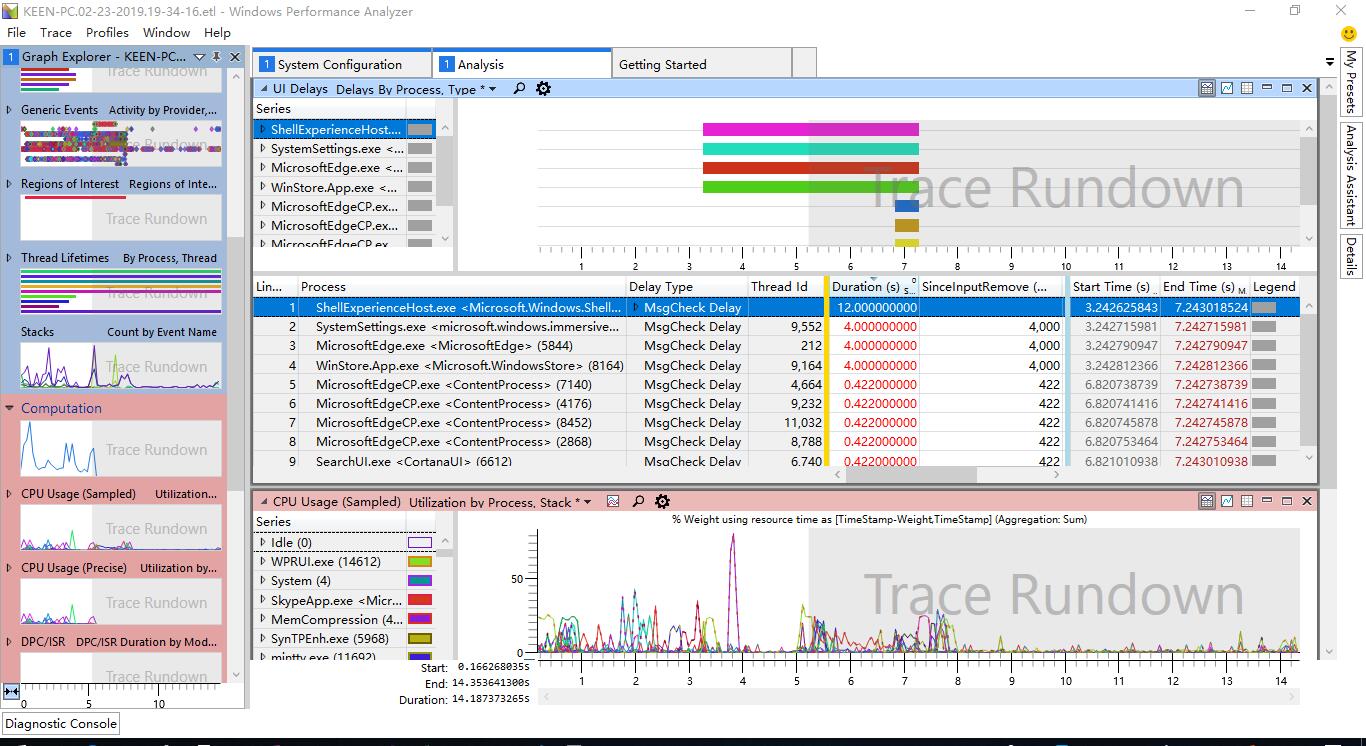 KEEN-PC.02-23-2019.19-34-16.etl - Windows Performance Analyzer
File Trace Profiles Window Help
1 Graph Explorer - KEEN-PC...
Trace Rundown
Generic Events Activity by Provider,...
Trace Rundown
Regions of Interest Regions of Inte...
Trace Rundown
Thread Lifetimes By Process, Thread
Stacks Count by Event Name
Computation
Trace Rundown
CPU Usage (Sampled) Utilization...
Trace Rundown
CPU Usage (Precise) Utilization by...
Trace Rundown
DPC/ISR DPC/ISR Duration by Mod...
0 5 10
Diagnostic Console
1 System Configuration
1 Analysis
Getting Started
UI Delays Delays By Process, Type *
Series
ShellExperienceHost....
SystemSettings.exe <...
MicrosoftEdge.exe <...
WinStore.App.exe <...
MicrosoftEdgeCP.ex...
MicrosoftEdgeCP.ex...
MicrosoftEdgeCP.ex...
Trace Rundown
1 2 3 4 5 6 7 8 9 10 11 12 13 14
Lin... Process Delay Type Thread Id Duration (s) S...0 SinceInputRemove (... Start Time (s) .. End Time (s) M Legend
1 ShellExperienceHost.exe <Microsoft.Windows.Shell... MsgCheck Delay 12.000000000 3.242625843 7.243018524
2 SystemSettings.exe <microsoft.windows.immersive... MsgCheck Delay 9,552 4.000000000 4,000 3.242715981 7.242715981
3 MicrosoftEdge.exe <MicrosoftEdge> (5844) MsgCheck Delay 212 4.000000000 4,000 3.242790947 7.242790947
4 WinStore.App.exe <Microsoft.WindowsStore> (8164) MsgCheck Delay 9,164 4.000000000 4,000 3.242812366 7.242812366
5 MicrosoftEdgeCP.exe <ContentProcess> (7140) MsgCheck Delay 4,664 0.422000000 422 6.820738739 7.242738739
6 MicrosoftEdgeCP.exe <ContentProcess> (4176) MsgCheck Delay 9,232 0.422000000 422 6.820741416 7.242741416
7 MicrosoftEdgeCP.exe <ContentProcess> (8452) MsgCheck Delay 11,032 0.422000000 422 6.820745878 7.242745878
8 MicrosoftEdgeCP.exe <ContentProcess> (2868) MsgCheck Delay 8,788 0.422000000 422 6.820753464 7.242753464
9 SearchUI.exe <CortanaUI> (6612) MsgCheck Delay 6,740 0.422000000 422 6.821010938 7.243010938
CPU Usage (Sampled) Utilization by Process, Stack *
Series
Idle (0)
WPRUI.exe (14612)
System (4)
SkypeApp.exe <Micr...
MemCompression (4...
SynTPEnh.exe (5968)
mintty.exe (11692)
% Weight using resource time as [TimeStamp-Weight,TimeStamp] (Aggregation: Sum)
50
0
Trace Rundown
1 2 3 4 5 6 7 8 9 10 11 12 13 14
Start: 0.166268035s
End: 14.353641300s
Duration: 14.187373265s
My Presets
Analysis Assistant
Details